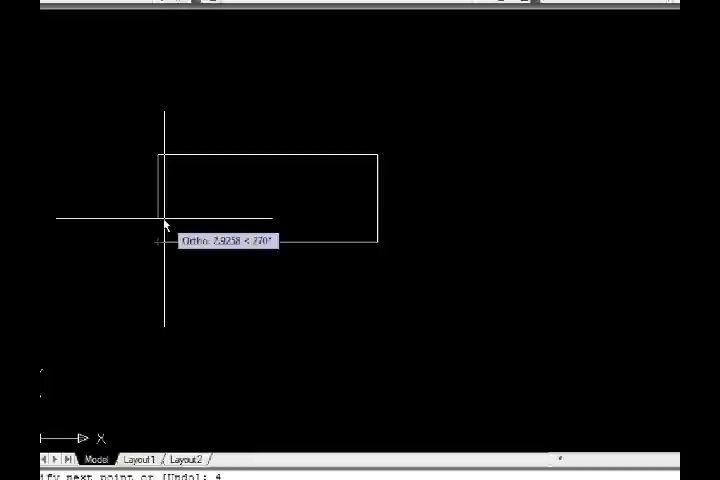 Ortho: 2.9258 < 270°
X
Model Layout1 Layout2
ify next point or [Undo]: 4